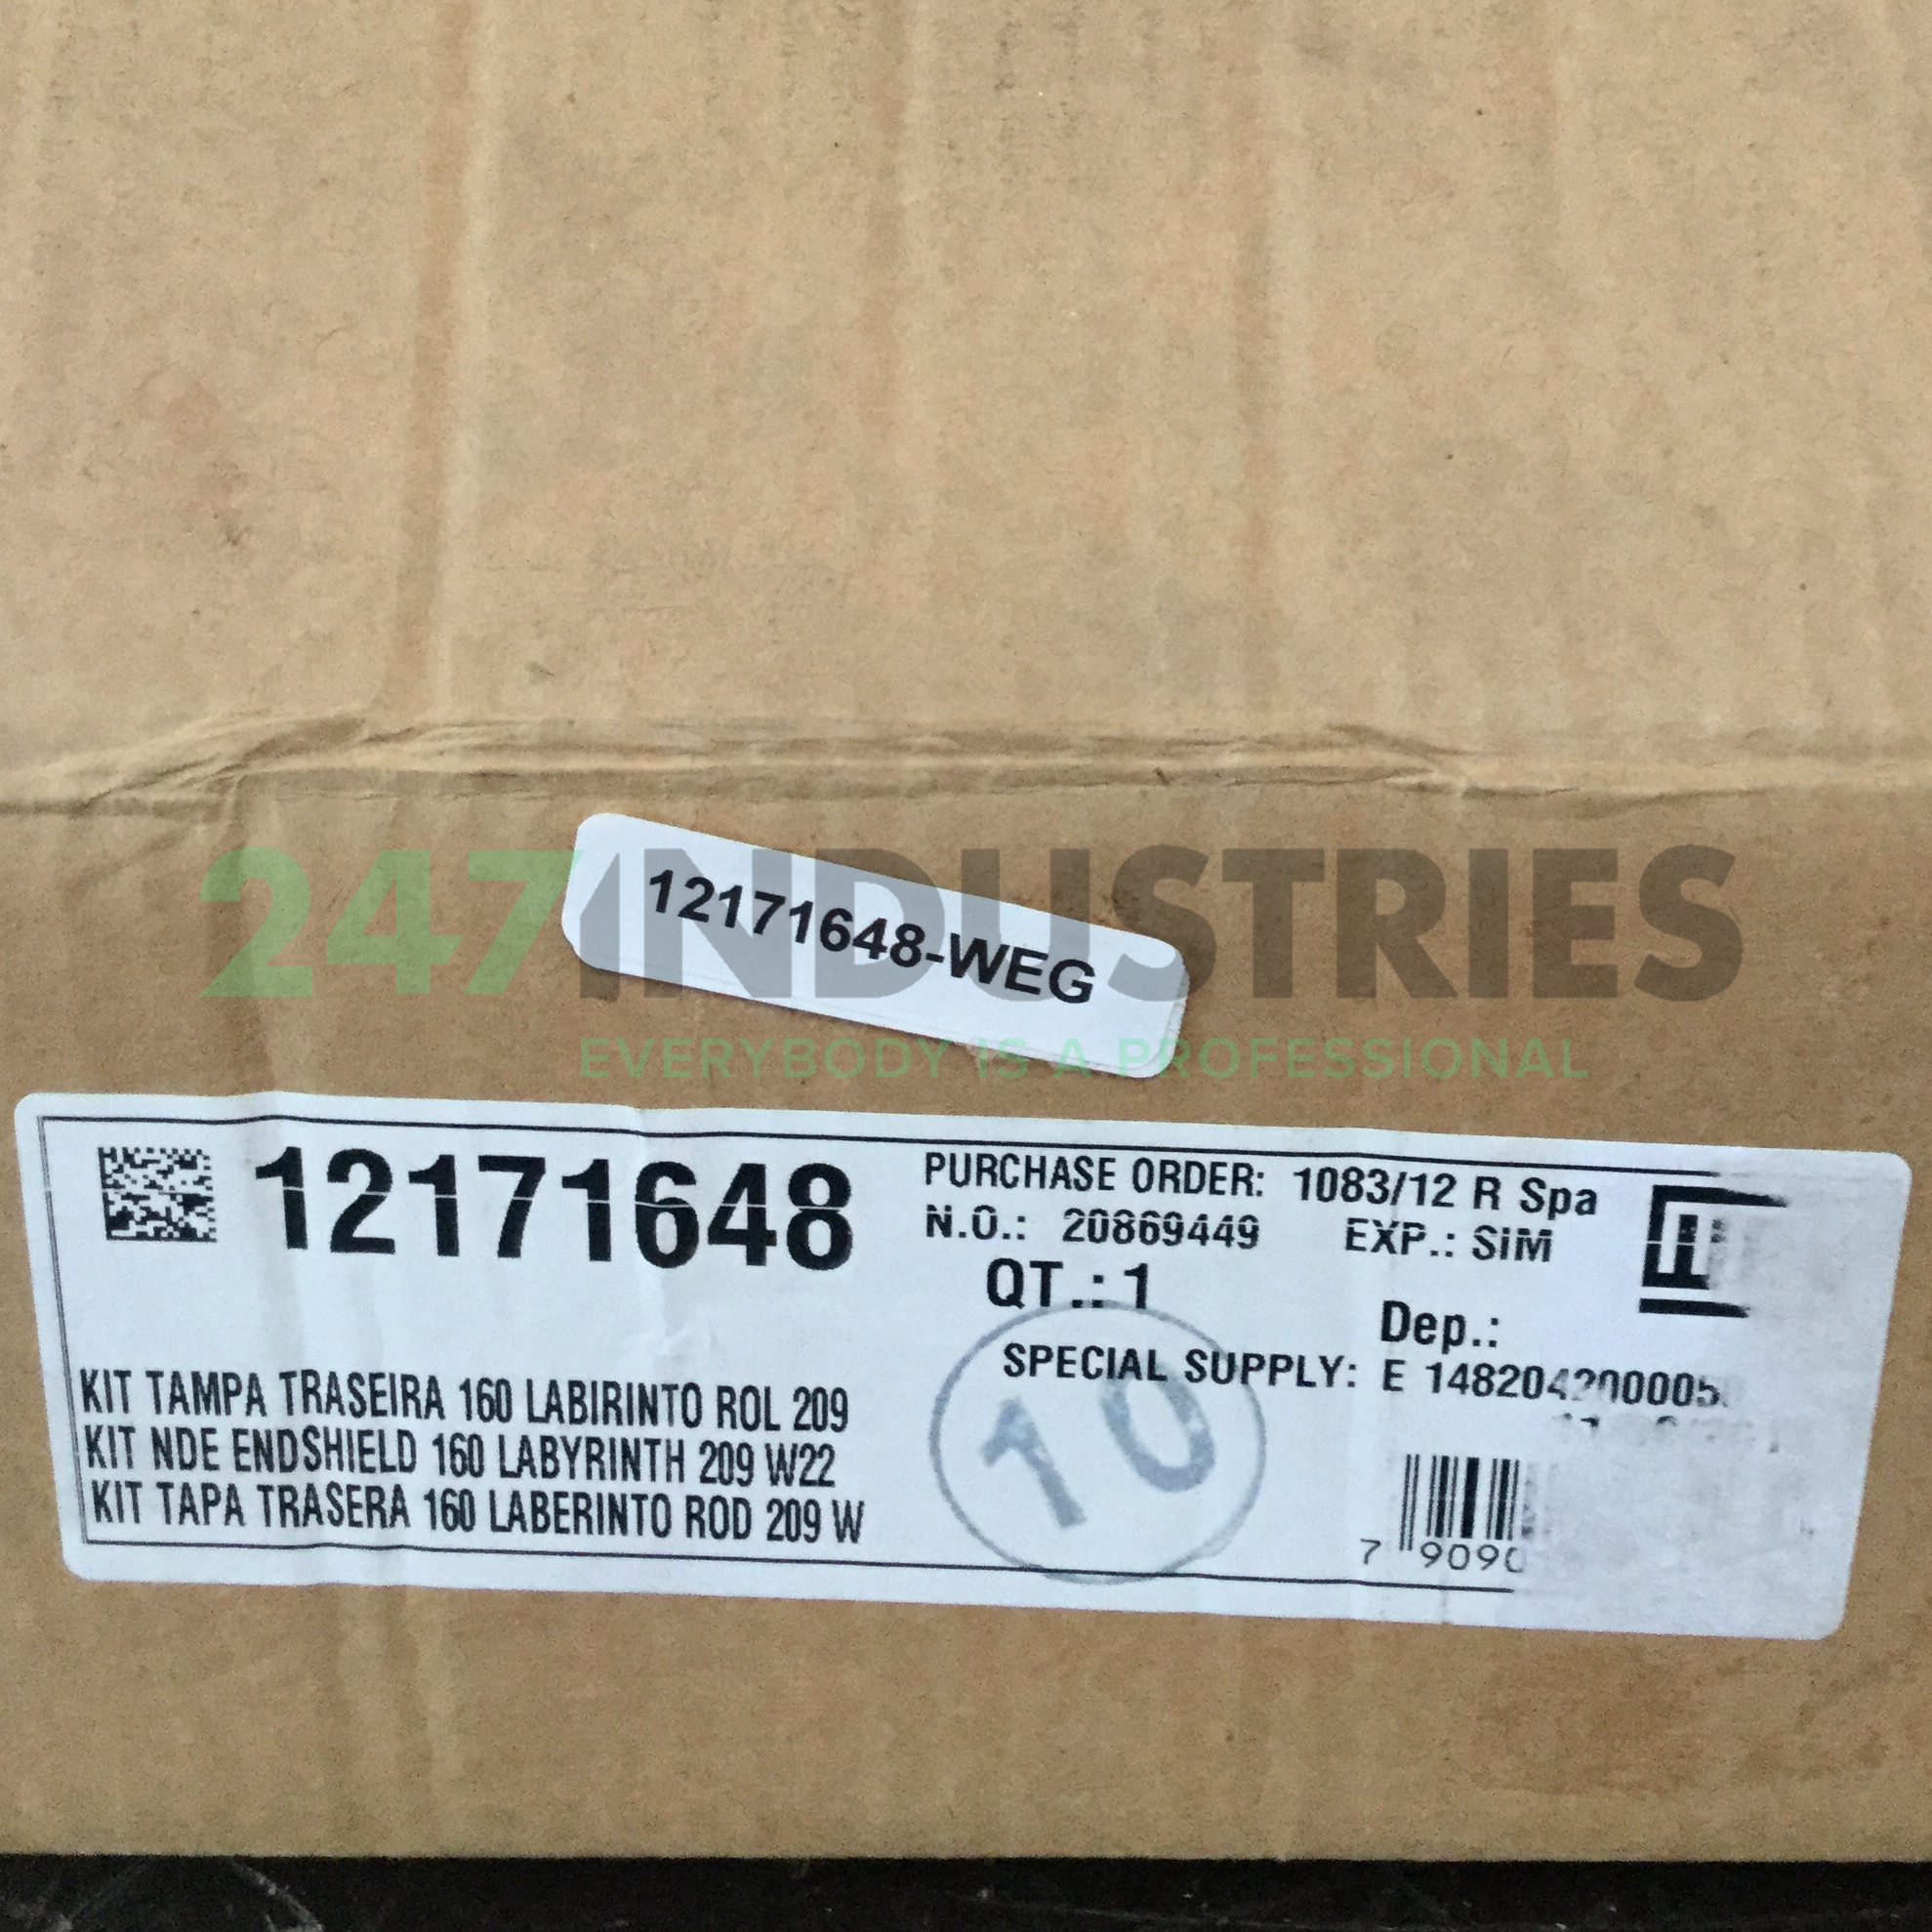 247INDUSTRIES
EVERYBODY IS A PROFESSIONAL
12171648-WEG
12171648
PURCHASE ORDER: 1083/12 R Spa
N.O.: 20869449 EXP.: SiM
QT.: 1
Dep.:
SPECIAL SUPPLY: E
10
KIT TAMPA TRASEIRA 160 LABIRINTO ROL 209
KIT NDE ENDSHIELD 160 LABYRINTH 209 W22
KIT TAPA TRASERA 160 LABERINTO ROD 209 W
7 9090